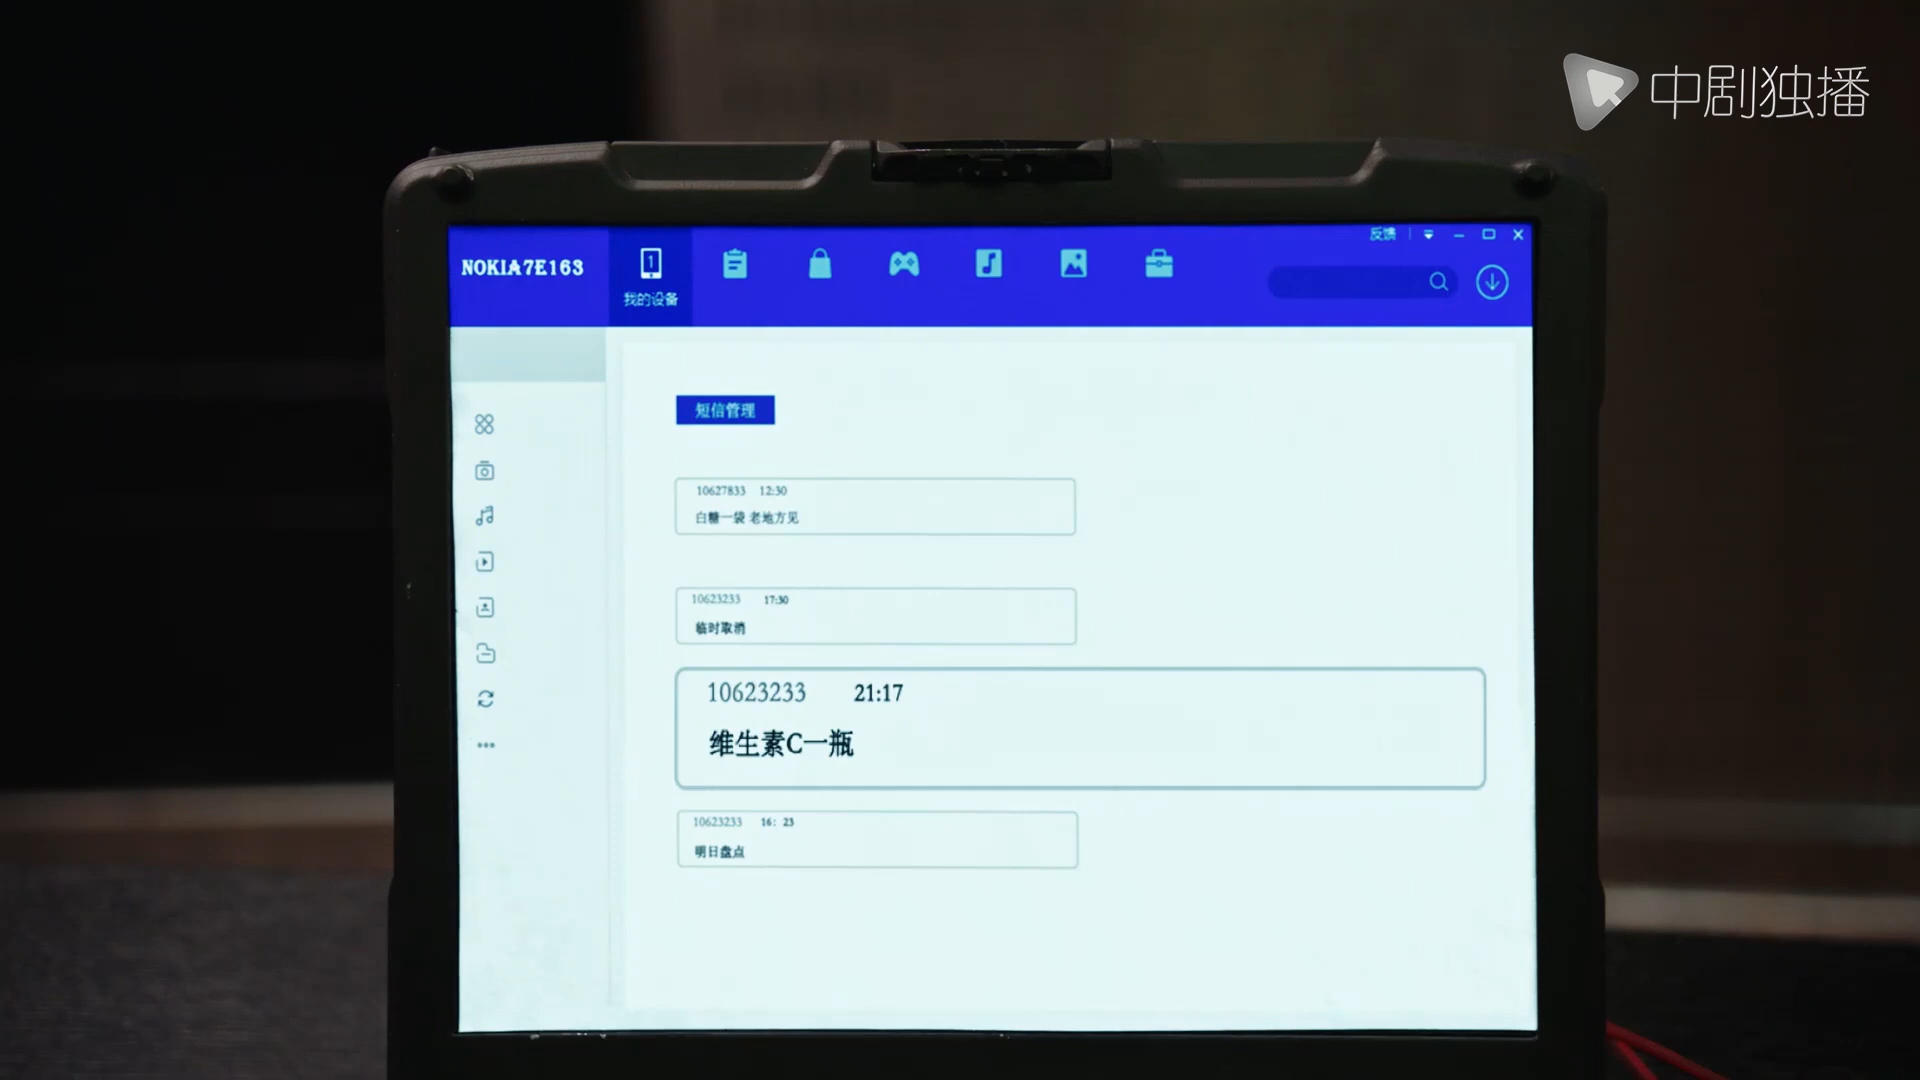 中剧独播
反馈
NOKIA7E163
1
我的设备
短信管理
10627833 12:30
白糖一袋 老地方见
10623233 17:30
临时取消
10623233 21:17
维生素C一瓶
10623233 16: 23
明日盘点